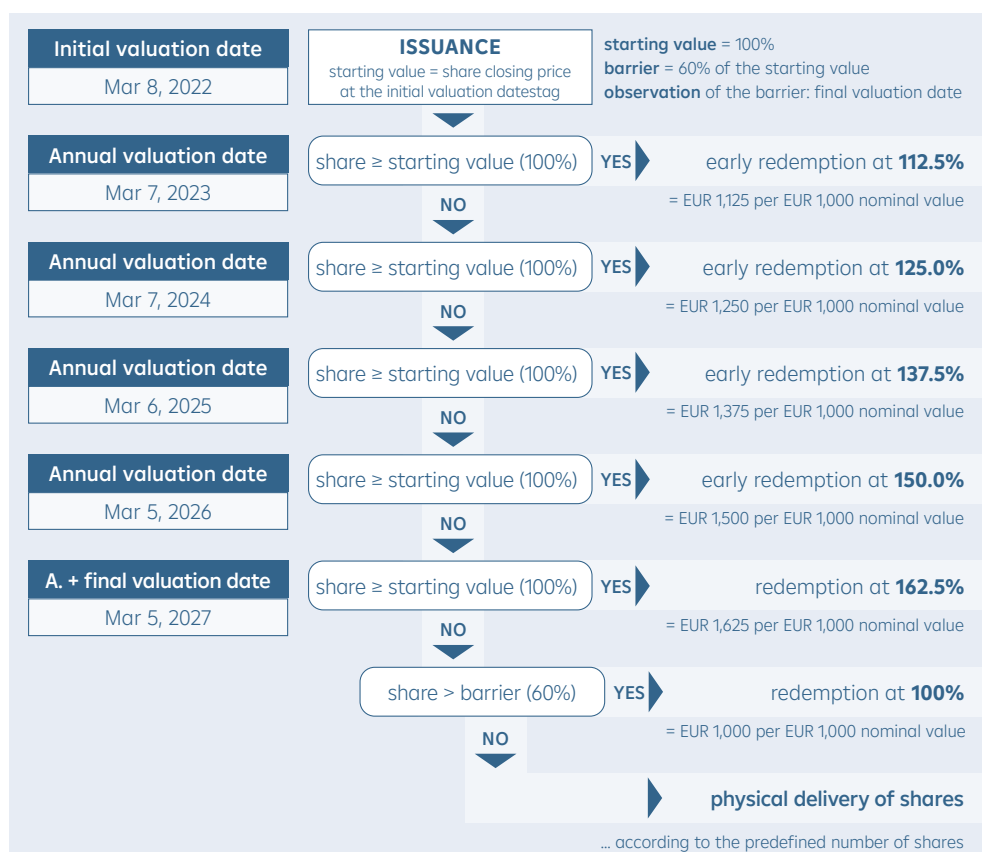 Initial valuation date
Mar 8, 2022
ISSUANCE
starting value = share closing price
at the initial valuation datestag
starting value = 100%
barrier = 60% of the starting value
observation of the barrier: final valuation date
Annual valuation date
Mar 7, 2023
share ≥ starting value (100%)
YES
early redemption at 112.5%
= EUR 1,125 per EUR 1,000 nominal value
NO
Annual valuation date
Mar 7, 2024
share ≥ starting value (100%)
YES
early redemption at 125.0%
= EUR 1,250 per EUR 1,000 nominal value
NO
Annual valuation date
Mar 6, 2025
share ≥ starting value (100%)
YES
early redemption at 137.5%
= EUR 1,375 per EUR 1,000 nominal value
NO
Annual valuation date
Mar 5, 2026
share ≥ starting value (100%)
YES
early redemption at 150.0%
= EUR 1,500 per EUR 1,000 nominal value
NO
A. + final valuation date
Mar 5, 2027
share ≥ starting value (100%)
YES
redemption at 162.5%
= EUR 1,625 per EUR 1,000 nominal value
NO
share > barrier (60%)
YES
redemption at 100%
= EUR 1,000 per EUR 1,000 nominal value
NO
physical delivery of shares
... according to the predefined number of shares